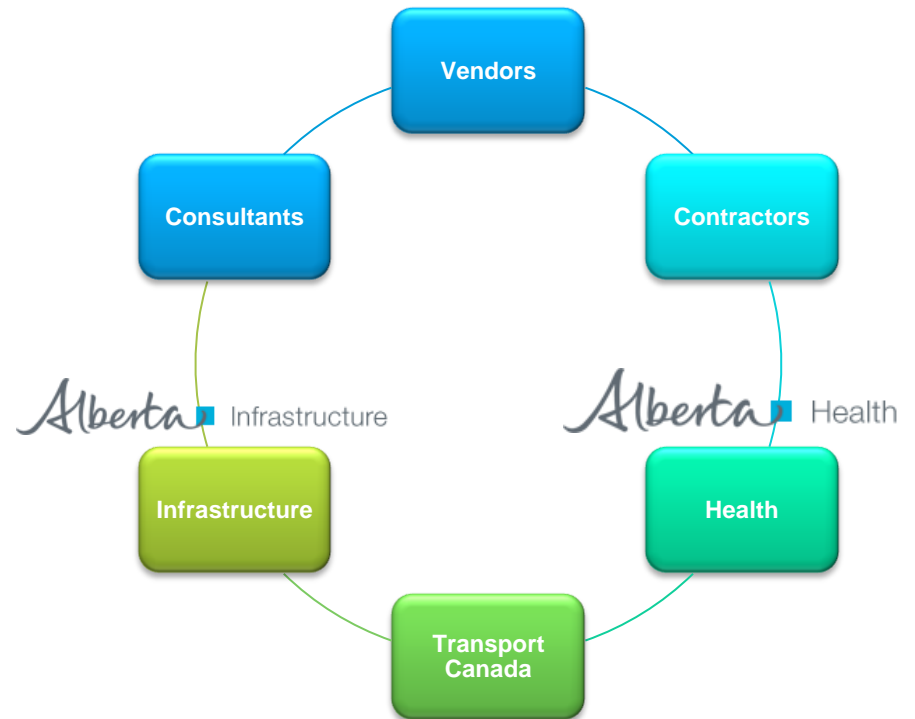 Vendors
Consultants
Contractors
Alberta Infrastructure
Alberta Health
Infrastructure
Health
Transport
Canada